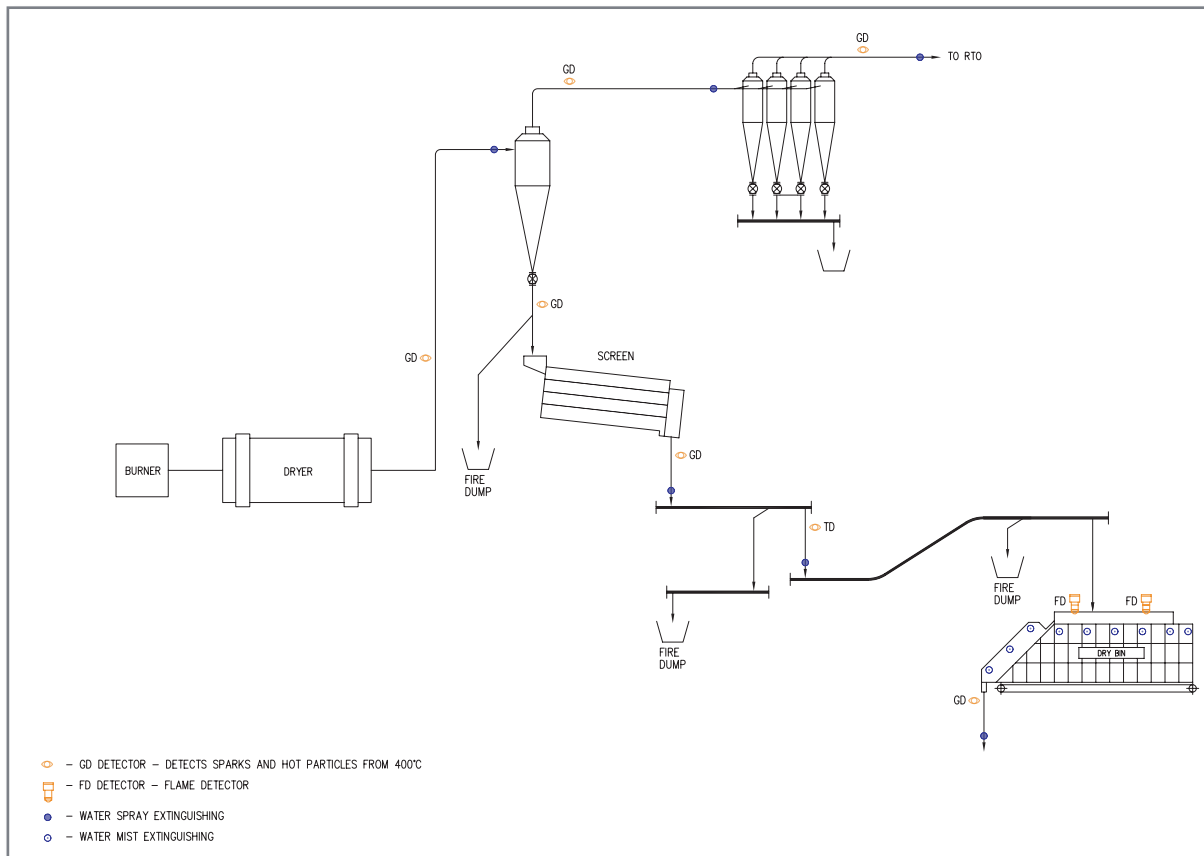 GD
TO RTO
GD
GD
SCREEN
GD
BURNER
DRYER
FIRE
DUMP
GD
TD
FIRE
DUMP
FD
FD
DRY BIN
FIRE
DUMP
GD
– GD DETECTOR – DETECTS SPARKS AND HOT PARTICLES FROM 400°C
– FD DETECTOR – FLAME DETECTOR
– WATER SPRAY EXTINGUISHING
– WATER MIST EXTINGUISHING